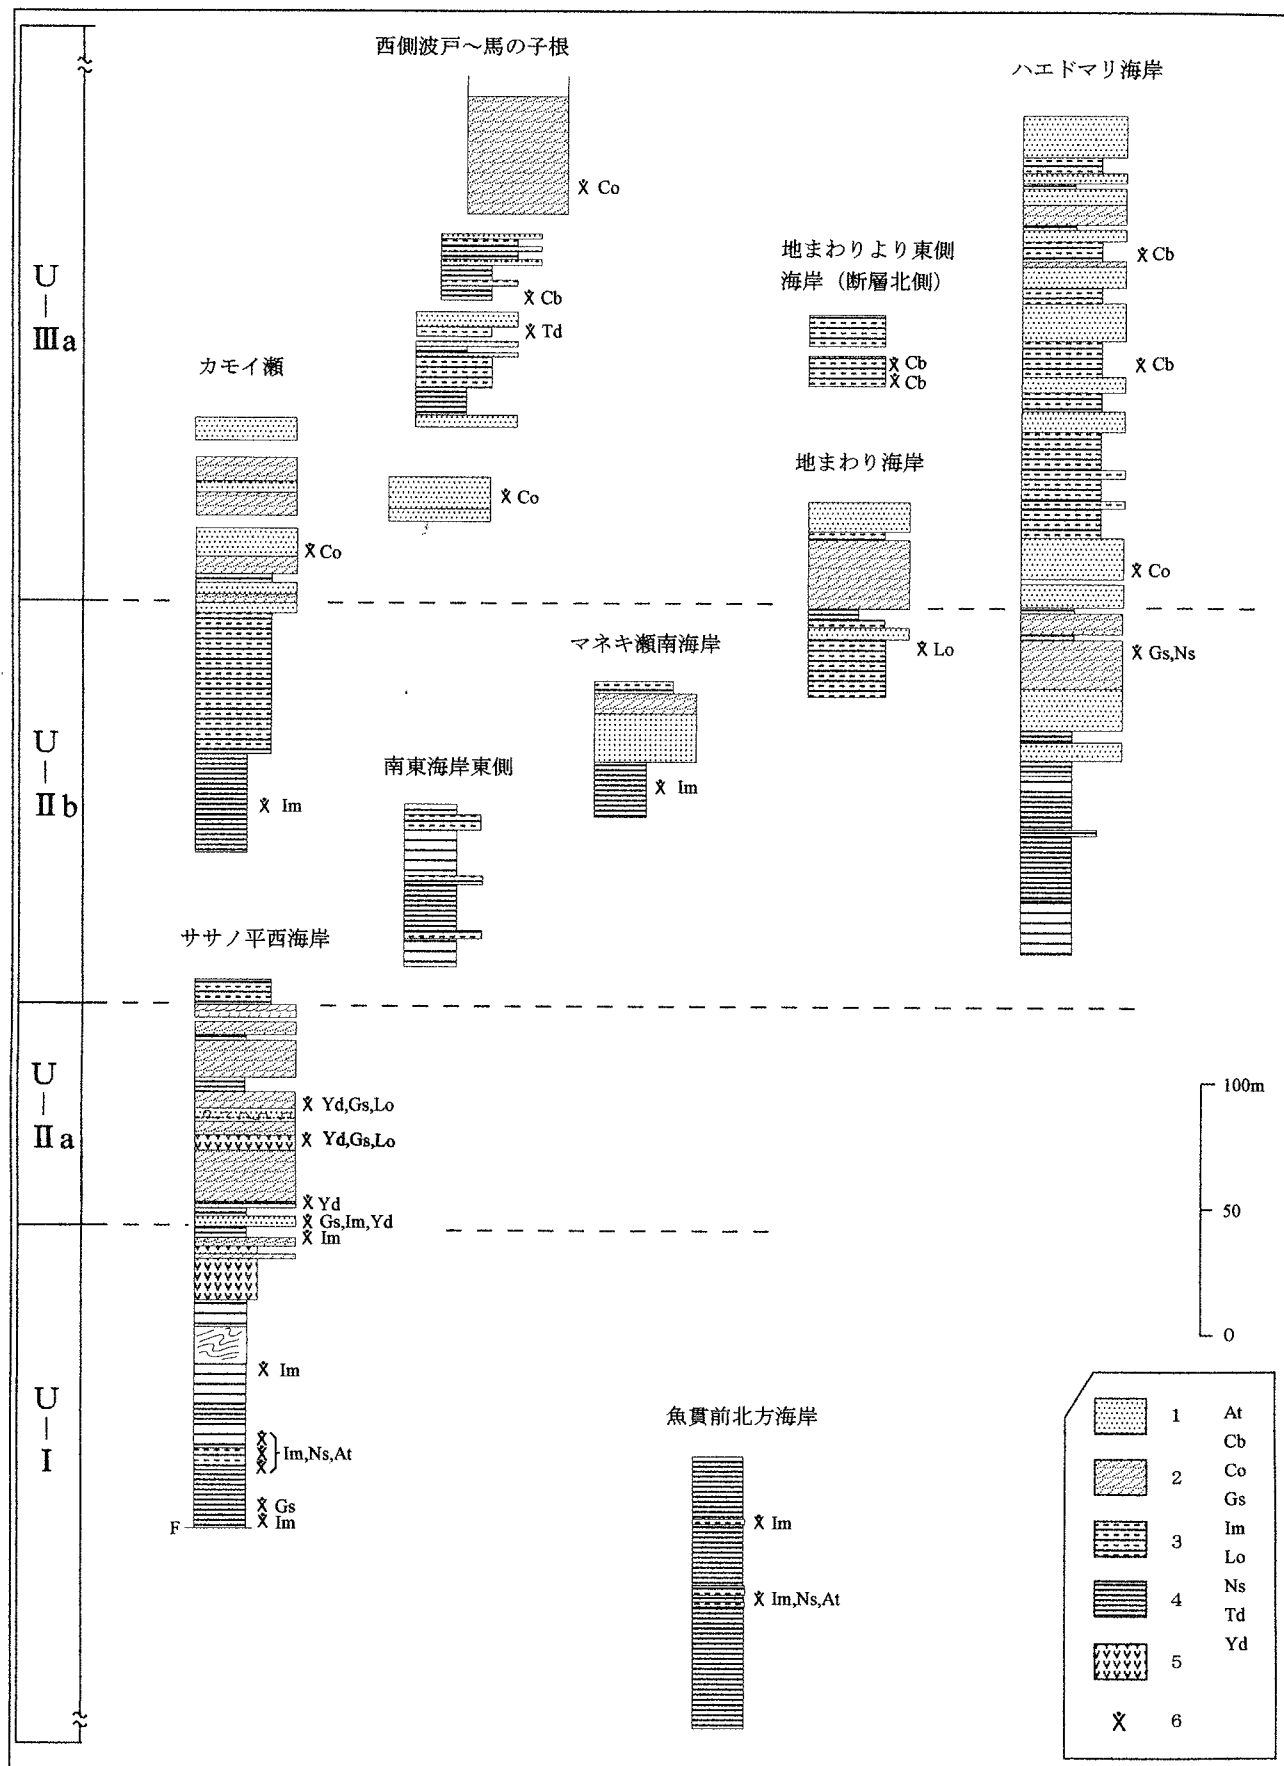 西側波戸〜馬の子根
ハエドマリ海岸
Co
地まわりより東側
海岸（断層北側）
Cb
U
|
Ⅲa
Cb
Td
カモイ瀬
Cb
Cb
Cb
地まわり海岸
Co
Co
Co
マネキ瀬南海岸
Lo
Gs,Ns
U
|
Ⅱb
南東海岸東側
Im
Im
ササノ平西海岸
U
|
Ⅱa
Yd,Gs,Lo
Yd,Gs,Lo
Yd
Gs,Im,Yd
Im
100m
50
0
Im
U
|
I
魚貫前北方海岸
Im,Ns,At
Gs
Im
F
Im
Im,Ns,At
1
2
3
4
5
6
At
Cb
Co
Gs
Im
Lo
Ns
Td
Yd